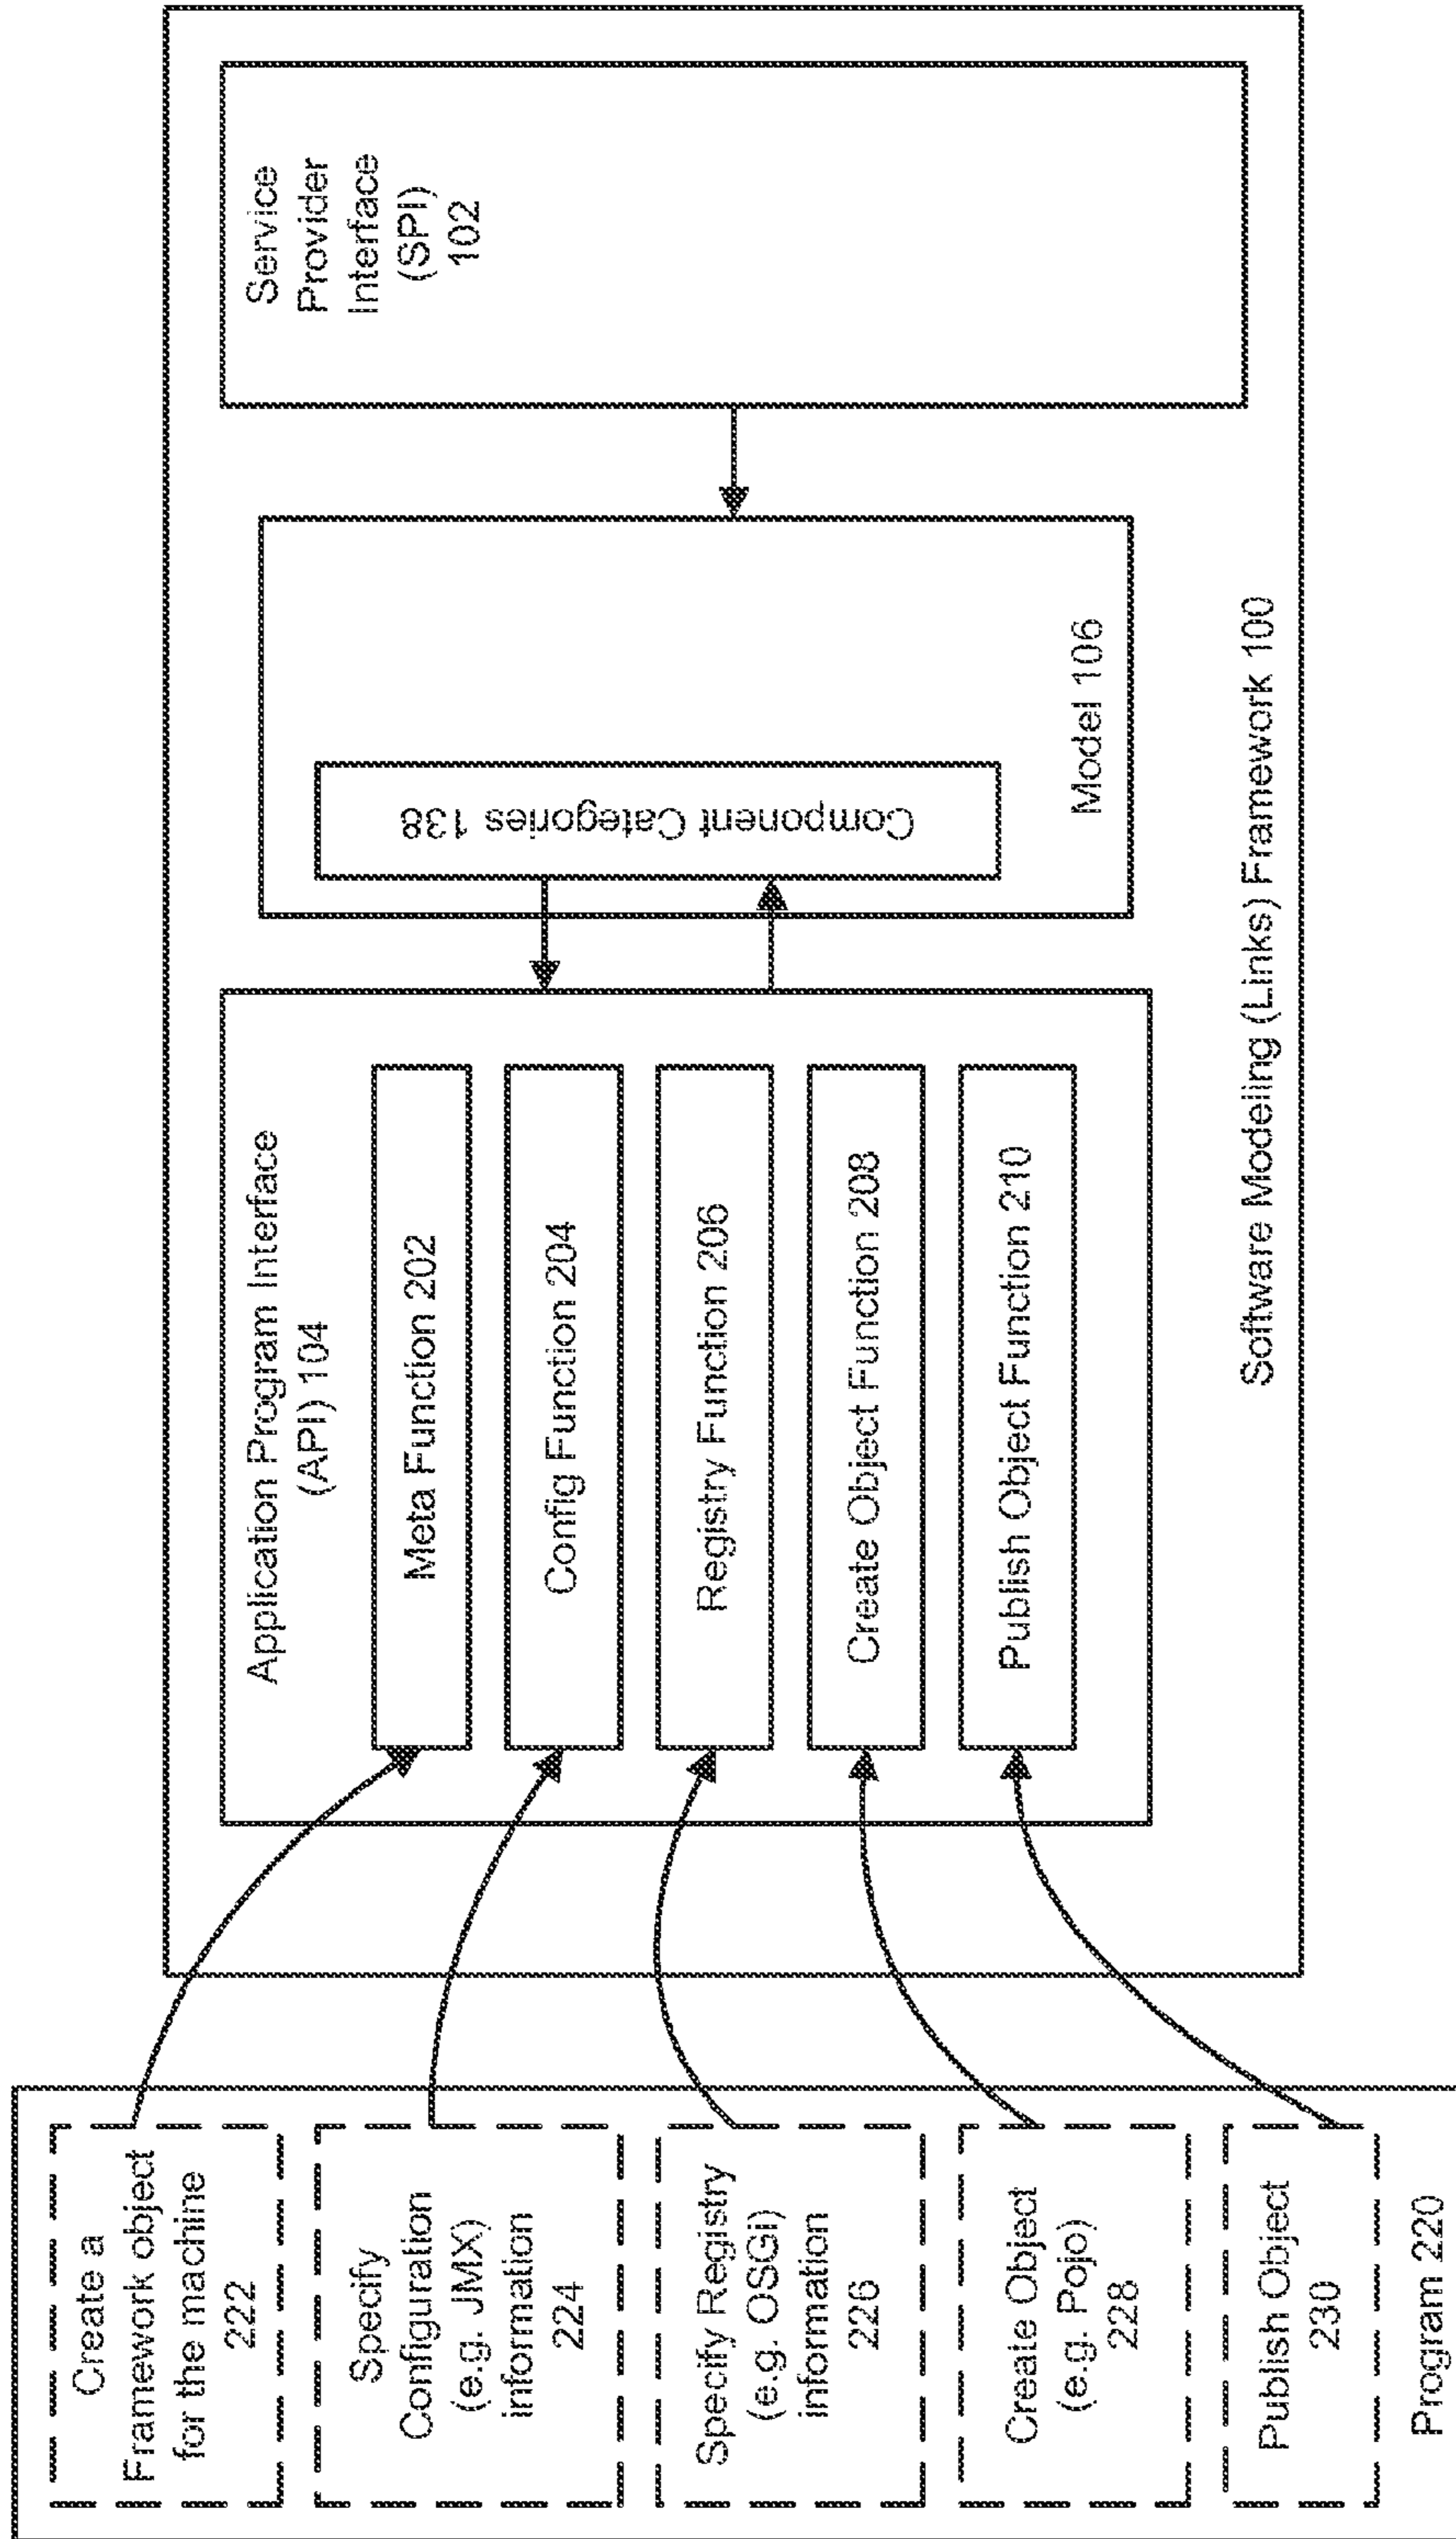 Create a
Framework object
for the machine
222
Specify
Configuration
(e.g. JMX)
information
224
Specify Registry
(e.g. OSGi)
information
226
Create Object
(e.g. Pojo)
228
Publish Object
230
Program 220
Application Program Interface
(API) 104
Meta Function 202
Config Function 204
Registry Function 206
Create Object Function 208
Publish Object Function 210
Component Categories 138
Model 106
Service
Provider
Interface
(SPI)
102
Software Modeling (Links) Framework 100